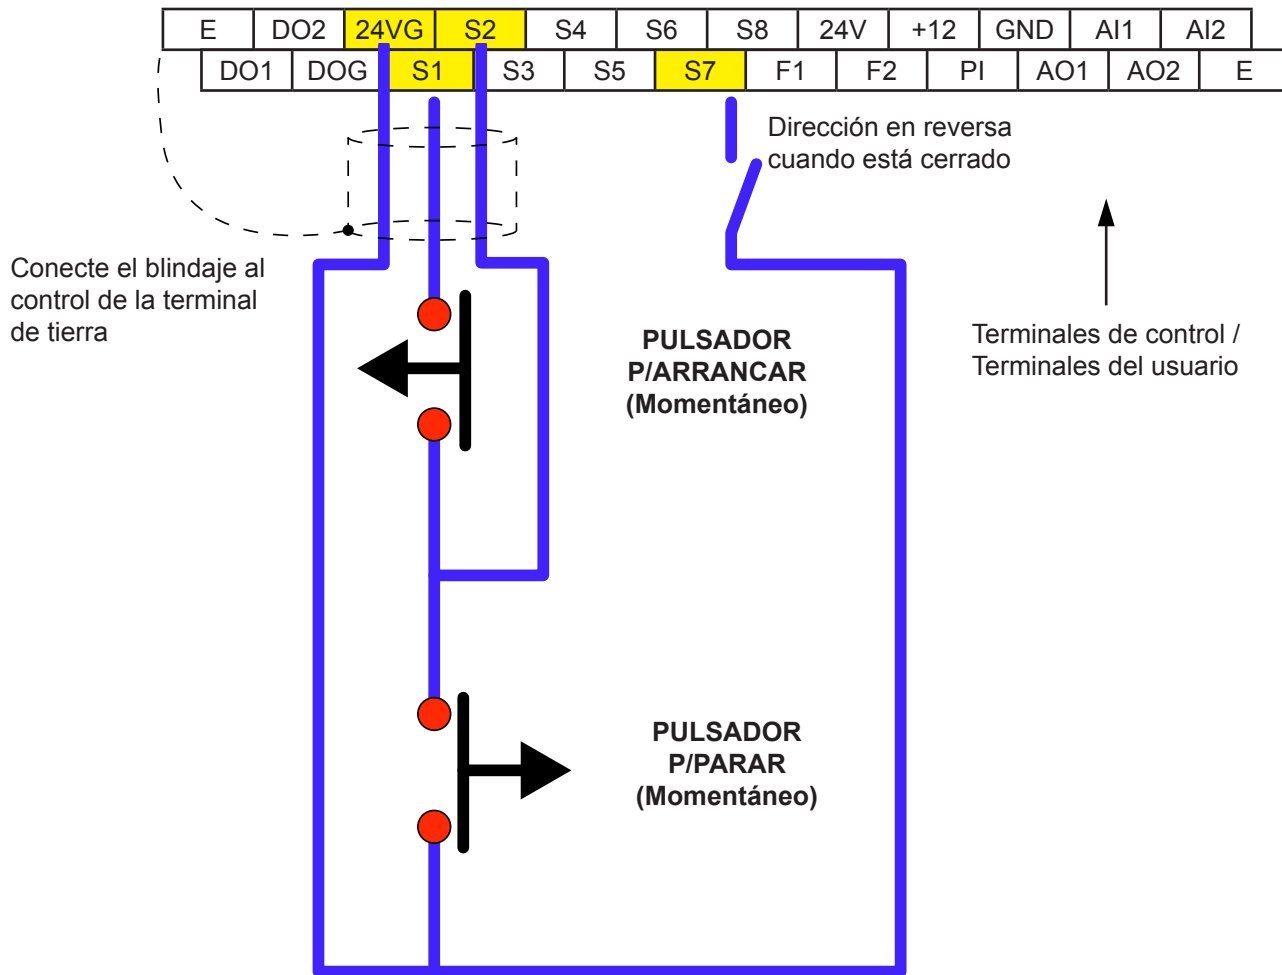 E DO2 24VG S2 S4 S6 S8 24V +12 GND AI1 AI2
DO1 DOG S1 S3 S5 S7 F1 F2 PI AO1 AO2 E
Dirección en reversa
cuando está cerrado
Conecte el blindaje al
control de la terminal
de tierra
PULSADOR
P/ARRANCAR
(Momentáneo)
Terminales de control /
Terminales del usuario
PULSADOR
P/PARAR
(Momentáneo)